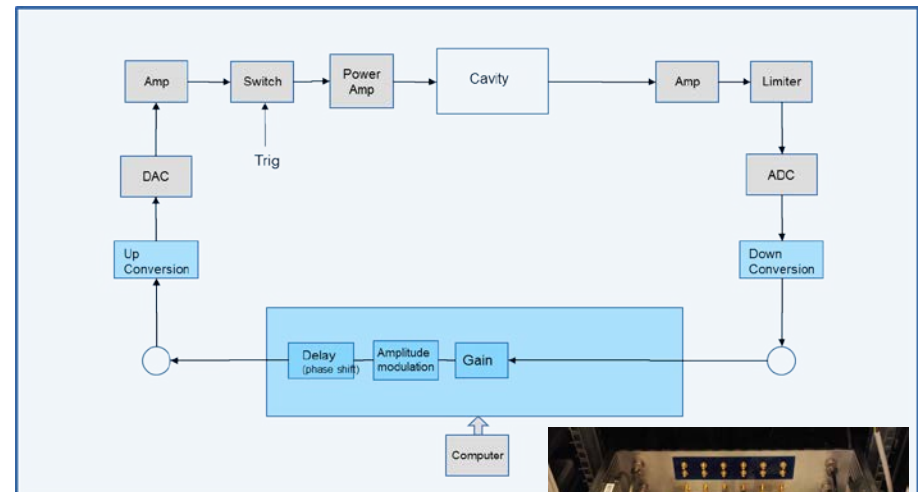 Amp
Switch
Power
Amp
Cavity
Amp
Limiter
Trig
DAC
ADC
Up
Conversion
Down
Conversion
Delay
(phase shift)
Amplitude
modulation
Gain
Computer